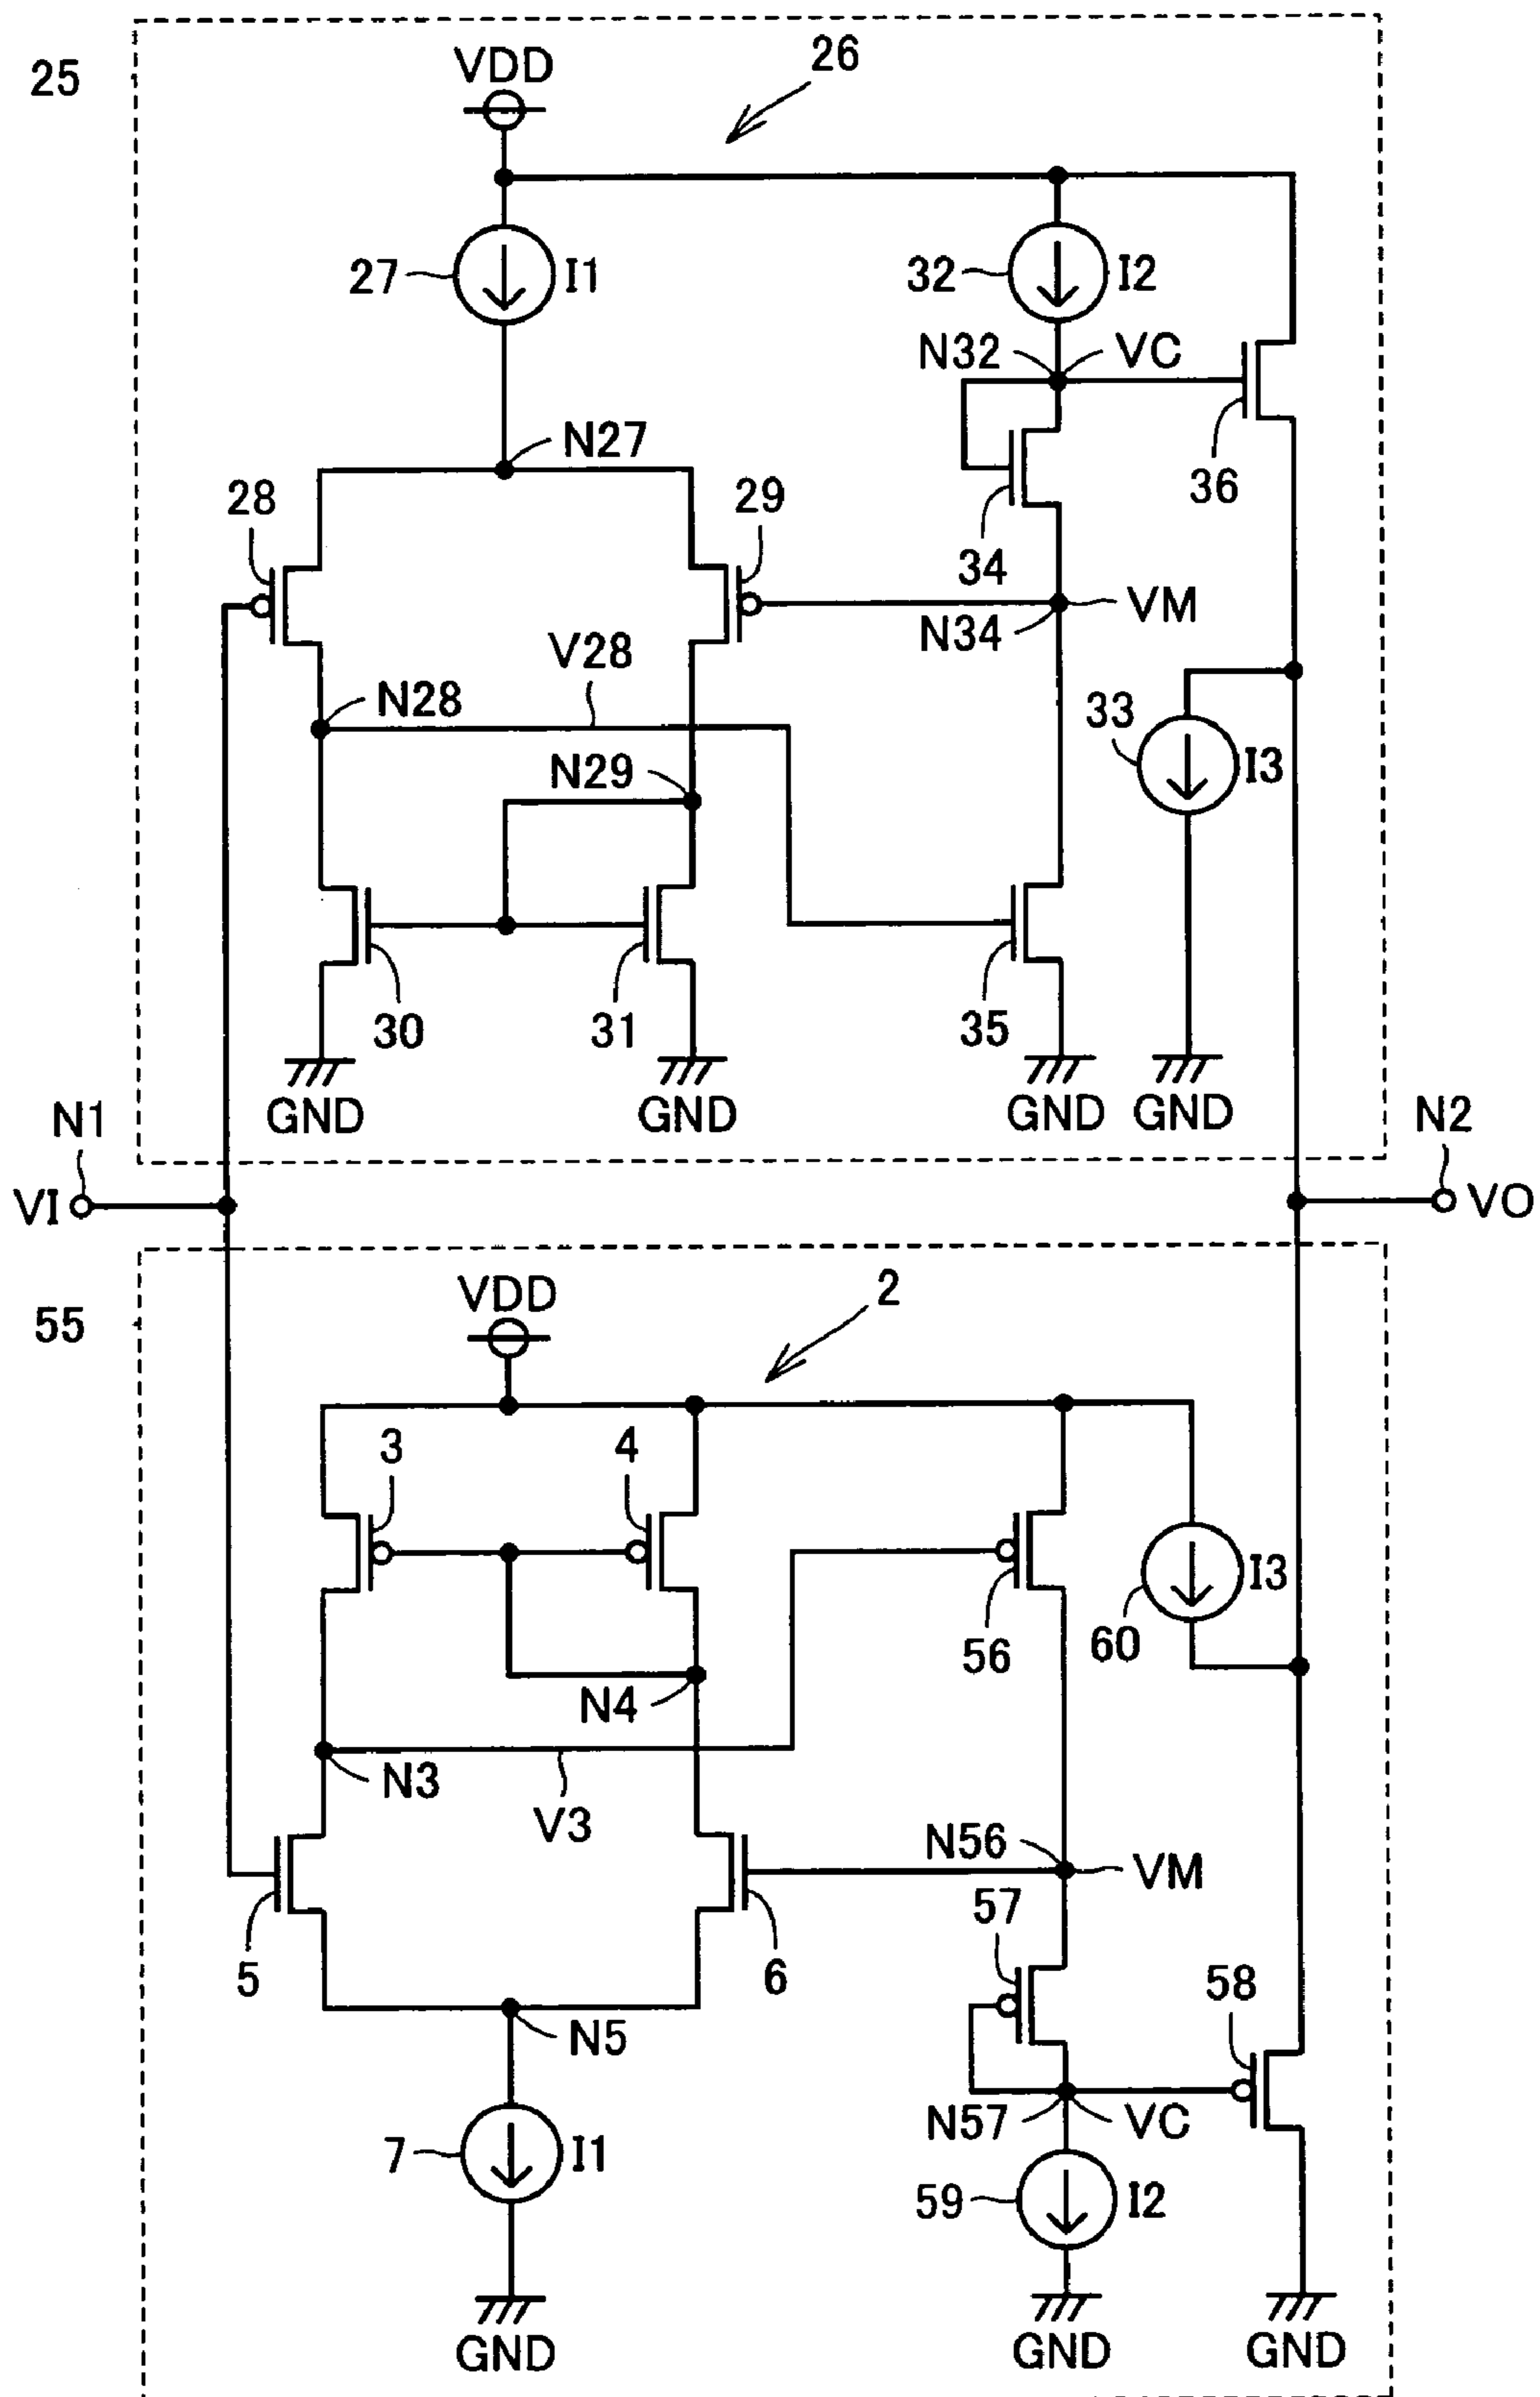 25
VDD
26
27
I1
32
I2
N32
VC
N27
36
28
29
34
VM
N34
V28
N28
33
I3
N29
30
31
35
GND
GND
GND
GND
N1
N2
VI
VO
VDD
2
55
3
4
I3
56
60
N4
N3
V3
N56
VM
57
5
6
58
N5
N57
VC
7
I1
59
I2
GND
GND
GND